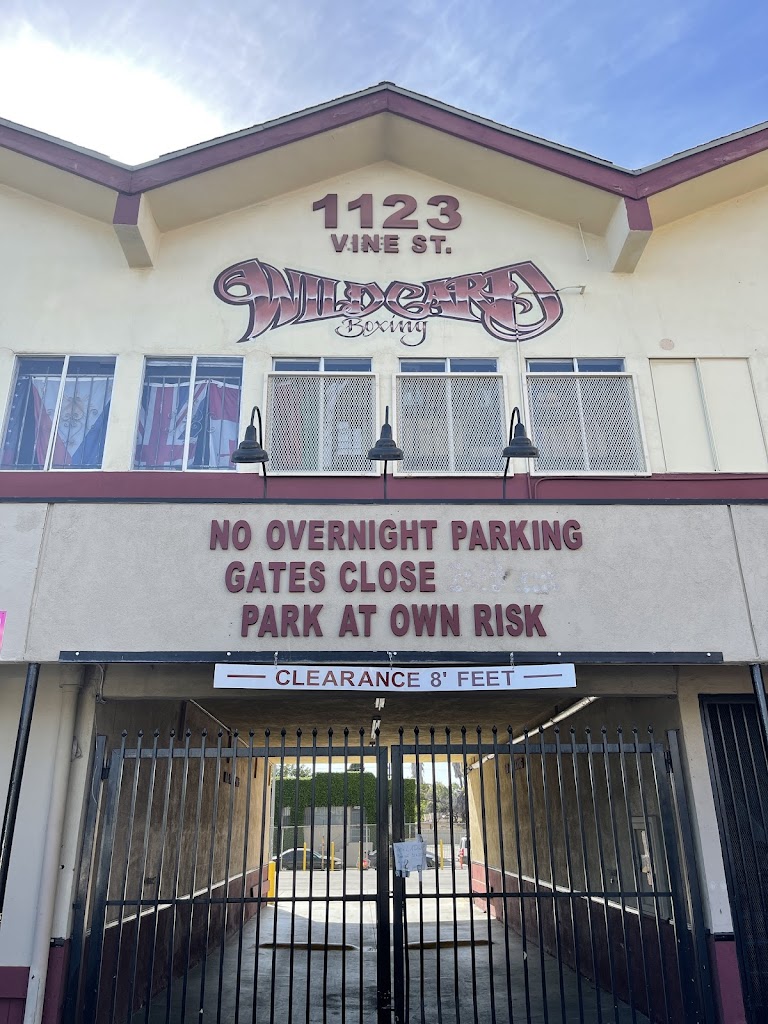 1123
VINE ST.
WILDCARD
Boxing
NO OVERNIGHT PARKING
GATES CLOSE
PARK AT OWN RISK
CLEARANCE 8' FEET